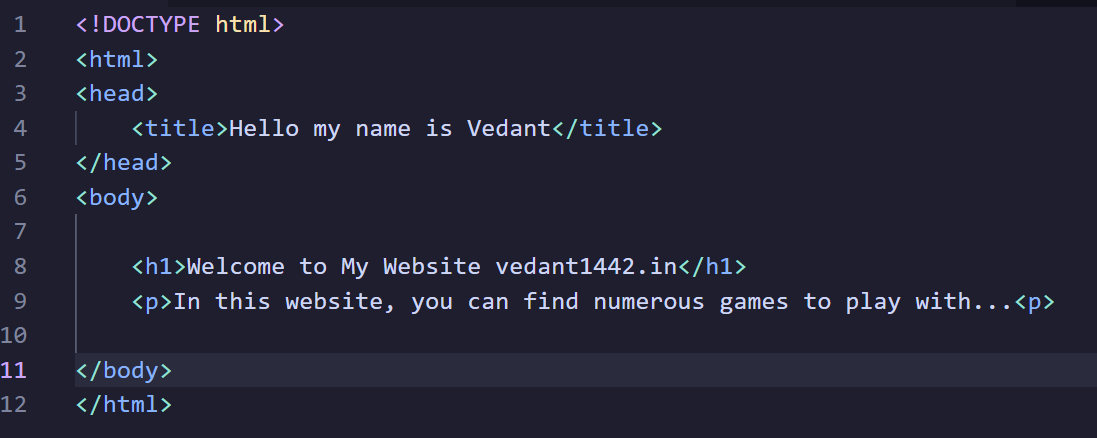 1 <!DOCTYPE html>
2 <html>
3 <head>
4     <title>Hello my name is Vedant</title>
5 </head>
6 <body>
7
8     <h1>Welcome to My Website vedant1442.in</h1>
9     <p>In this website, you can find numerous games to play with...<p>
10
11 </body>
12 </html>